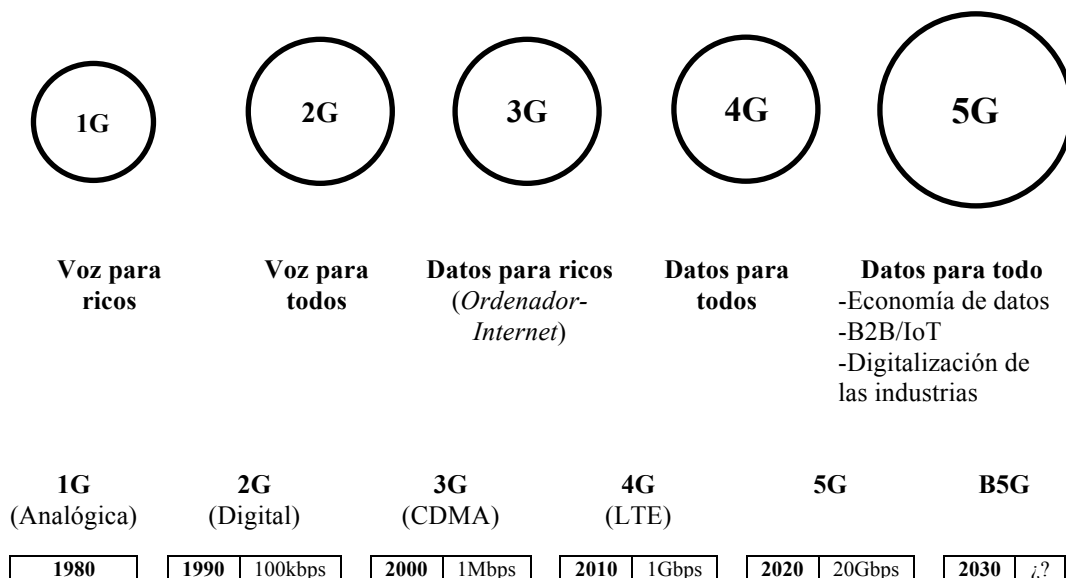 1G
2G
3G
4G
5G
Voz para
ricos
Voz para
todos
Datos para ricos
(Ordenador-
Internet)
Datos para
todos
Datos para todo
-Economía de datos
-B2B/IoT
-Digitalización de
las industrias
1G
(Analógica)
2G
(Digital)
3G
(CDMA)
4G
(LTE)
5G
B5G
1980
1990 100kbps
2000 1Mbps
2010 1Gbps
2020 20Gbps
2030 ¿?